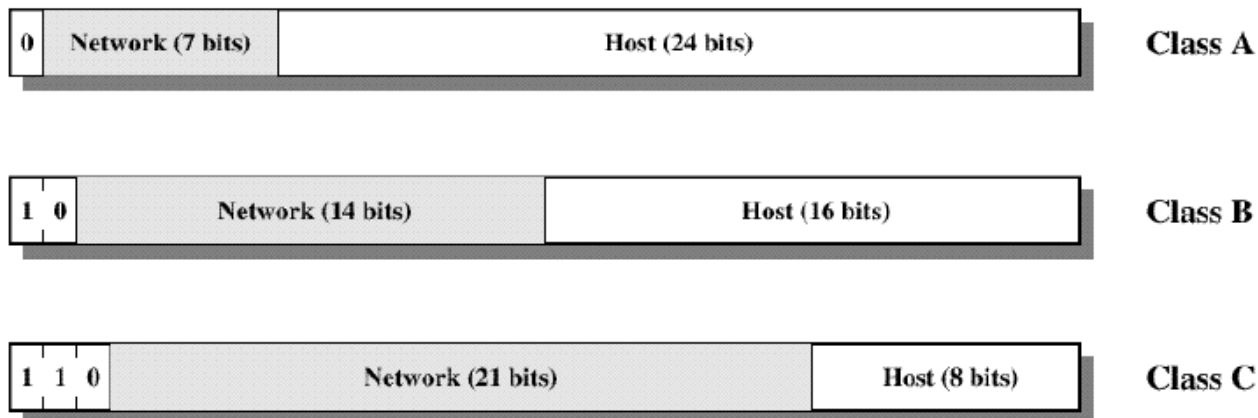 0 Network (7 bits) Host (24 bits) Class A
1 0 Network (14 bits) Host (16 bits) Class B
1 1 0 Network (21 bits) Host (8 bits) Class C